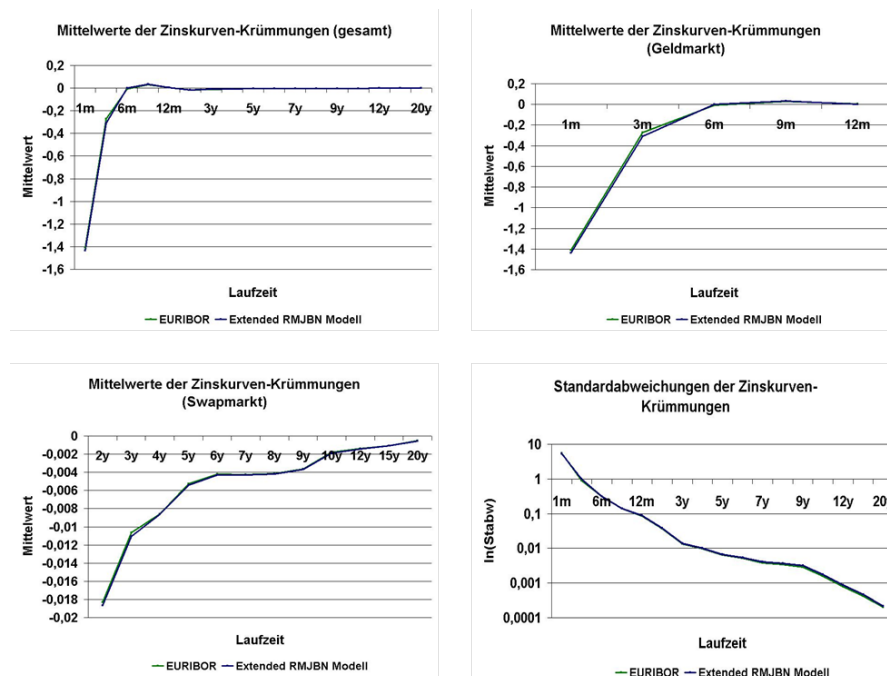 Mittelwerte der Zinskurven-Krümmungen (gesamt)
0,2
0
-0,2
-0,4
-0,6
-0,8
-1
-1,2
-1,4
-1,6
1m 6m 12m 3y 5y 7y 9y 12y 20y
Mittelwert
Laufzeit
EURIBOR Extended RMJBN Modell
Mittelwerte der Zinskurven-Krümmungen
(Geldmarkt)
0,2
0
-0,2
-0,4
-0,6
-0,8
-1
-1,2
-1,4
-1,6
1m 3m 6m 9m 12m
Mittelwert
Laufzeit
EURIBOR Extended RMJBN Modell
Mittelwerte der Zinskurven-Krümmungen
(Swapmarkt)
0
-0,002
-0,004
-0,006
-0,008
-0,01
-0,012
-0,014
-0,016
-0,018
-0,02
2y 3y 4y 5y 6y 7y 8y 9y 10y 12y 15y 20y
Mittelwert
Laufzeit
EURIBOR Extended RMJBN Modell
Standardabweichungen der Zinskurven-
Krümmungen
10
1
0,1
0,01
0,001
0,0001
1m 6m 12m 3y 5y 7y 9y 12y 20
ln(Stabw)
Laufzeit
EURIBOR Extended RMJBN Modell